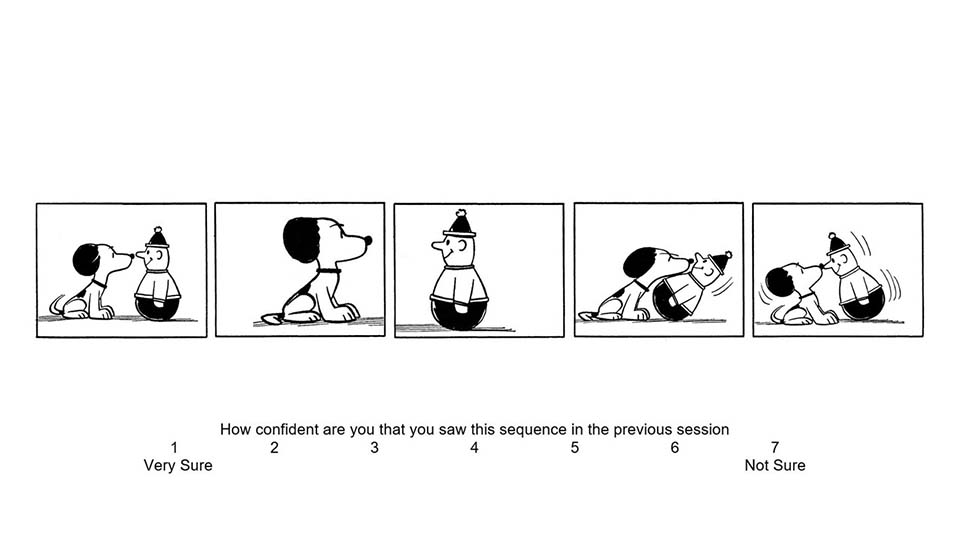 How confident are you that you saw this sequence in the previous session
1 2 3 4 5 6 7
Very Sure Not Sure